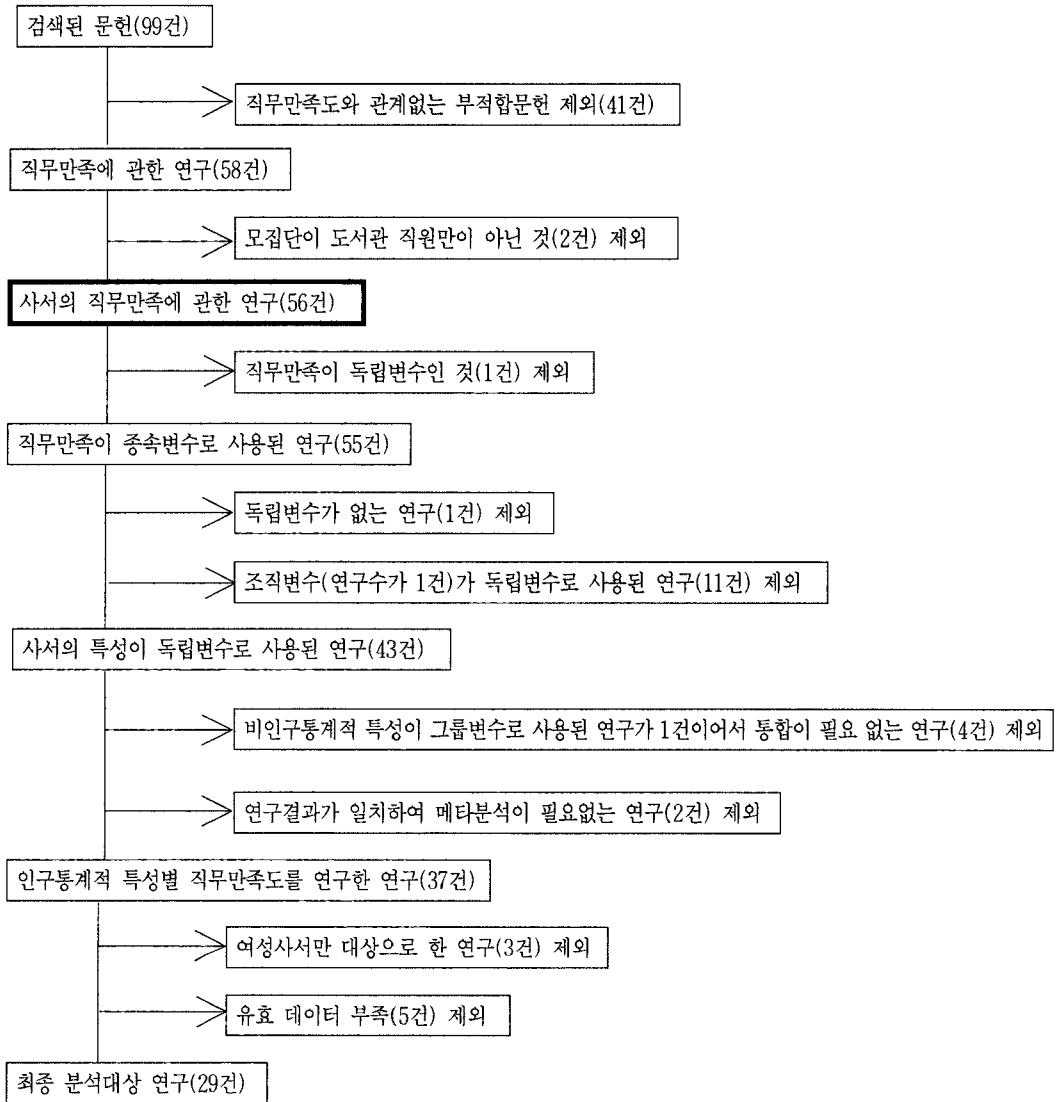 검색된 문헌(99건)
직무만족도와 관계없는 부적합문헌 제외(41건)
직무만족에 관한 연구(58건)
모집단이 도서관 직원만이 아닌 것(2건) 제외
사서의 직무만족에 관한 연구(56건)
직무만족이 독립변수인 것(1건) 제외
직무만족이 종속변수로 사용된 연구(55건)
독립변수가 없는 연구(1건) 제외
조직변수(연구수가 1건)가 독립변수로 사용된 연구(11건) 제외
사서의 특성이 독립변수로 사용된 연구(43건)
비인구통계적 특성이 그룹변수로 사용된 연구가 1건이어서 통합이 필요 없는 연구(4건) 제외
연구결과가 일치하여 메타분석이 필요없는 연구(2건) 제외
인구통계적 특성별 직무만족도를 연구한 연구(37건)
여성사서만 대상으로 한 연구(3건) 제외
유효 데이터 부족(5건) 제외
최종 분석대상 연구(29건)